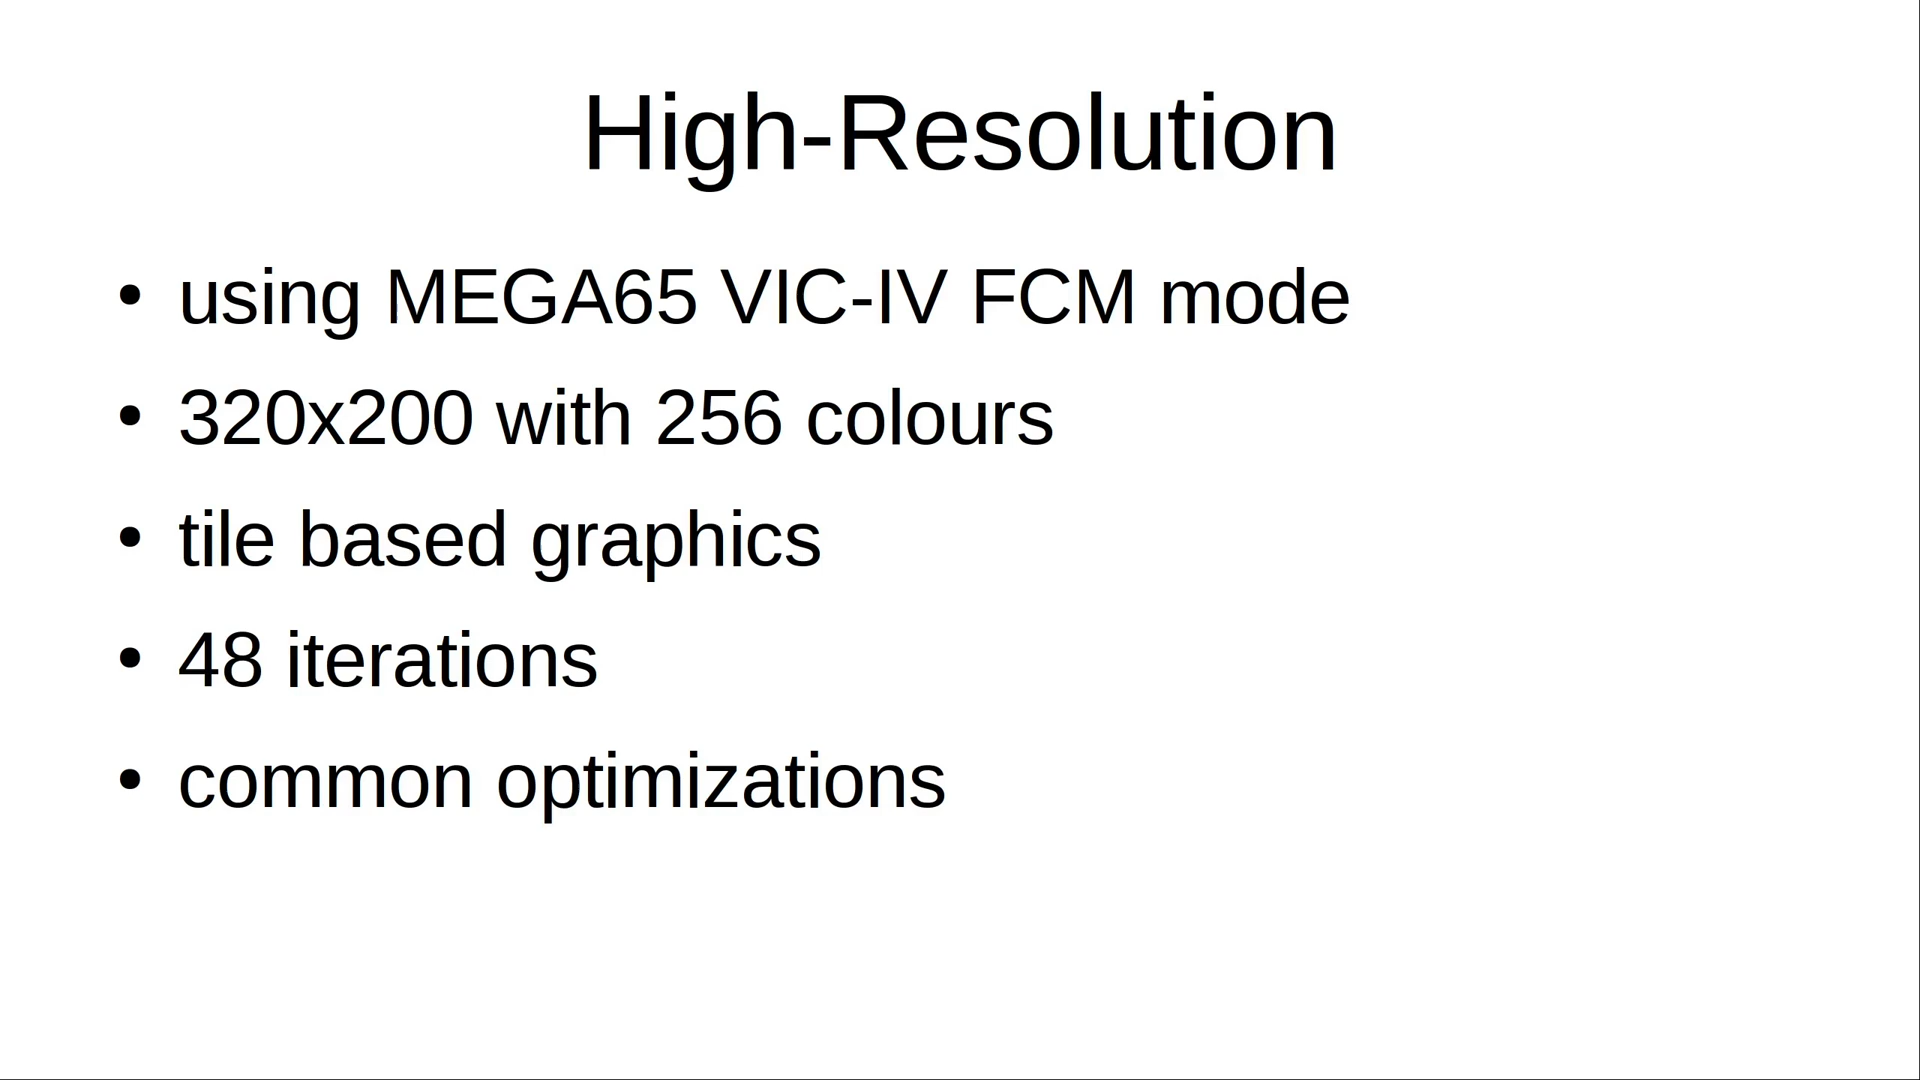 High-Resolution
• using MEGA65 VIC-IV FCM mode
• 320x200 with 256 colours
• tile based graphics
• 48 iterations
• common optimizations